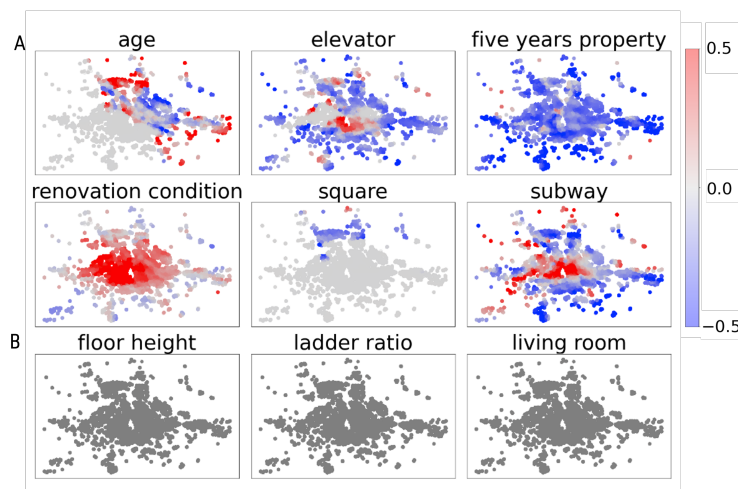 A
age elevator five years property
0.5
renovation condition square subway
0.0
−0.5
B
floor height ladder ratio living room